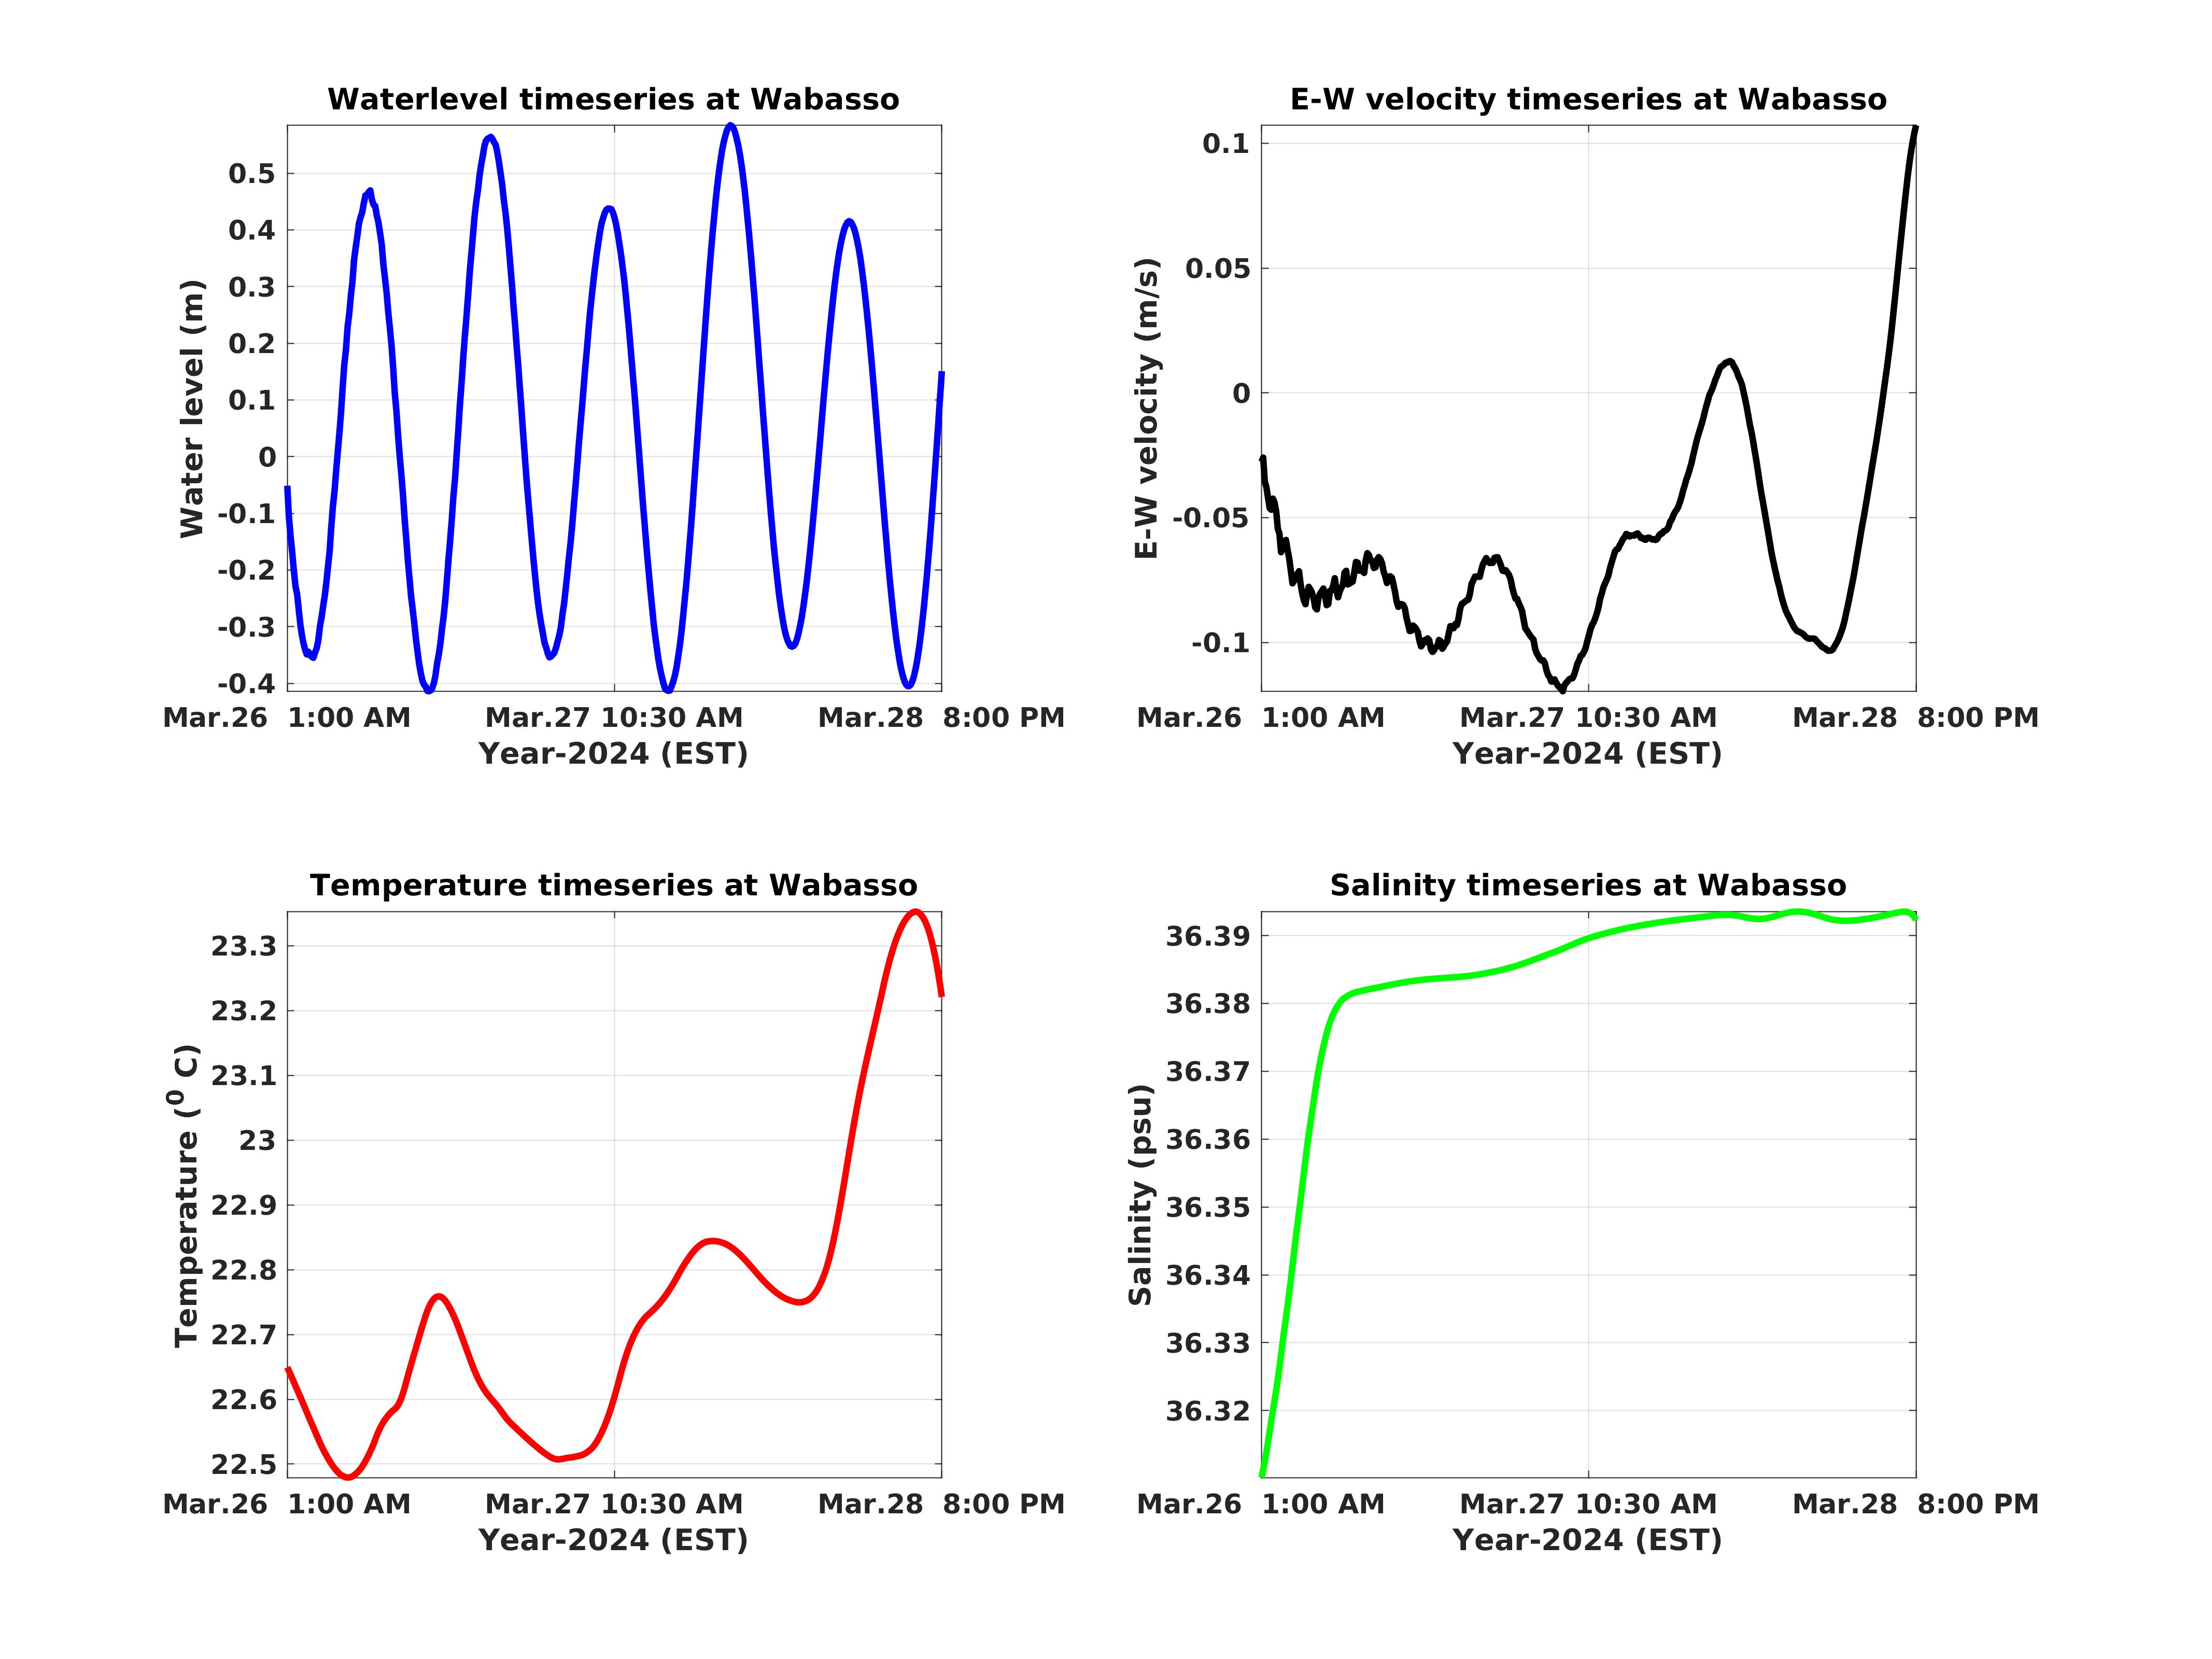 Waterlevel timeseries at Wabasso
Water level (m)
0.5
0.4
0.3
0.2
0.1
0
-0.1
-0.2
-0.3
-0.4
Mar.26 1:00 AM Mar.27 10:30 AM Mar.28 8:00 PM
Year-2024 (EST)
E-W velocity timeseries at Wabasso
E-W velocity (m/s)
0.1
0.05
0
-0.05
-0.1
Mar.26 1:00 AM Mar.27 10:30 AM Mar.28 8:00 PM
Year-2024 (EST)
Temperature timeseries at Wabasso
Temperature (⁰ C)
23.3
23.2
23.1
23
22.9
22.8
22.7
22.6
22.5
Mar.26 1:00 AM Mar.27 10:30 AM Mar.28 8:00 PM
Year-2024 (EST)
Salinity timeseries at Wabasso
Salinity (psu)
36.39
36.38
36.37
36.36
36.35
36.34
36.33
36.32
Mar.26 1:00 AM Mar.27 10:30 AM Mar.28 8:00 PM
Year-2024 (EST)